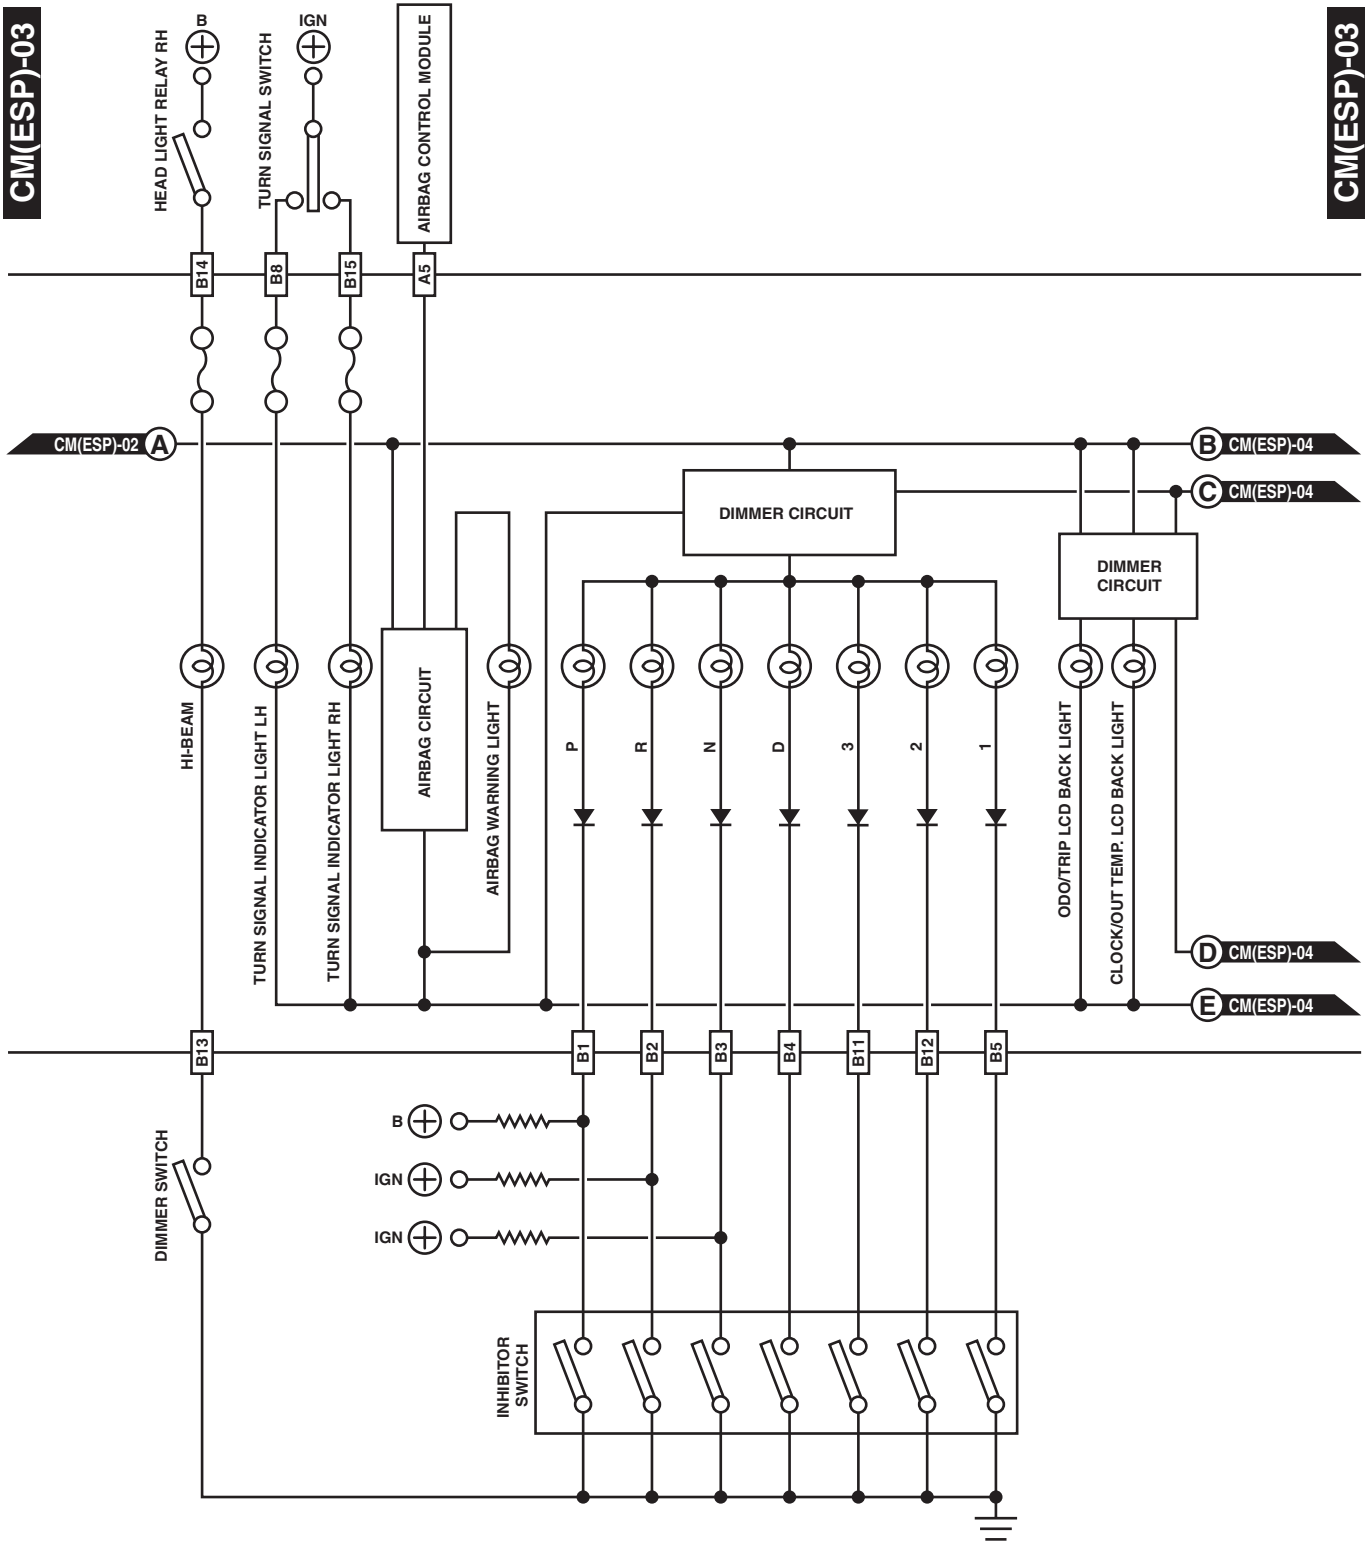 CM(ESP)-03
CM(ESP)-03
B
IGN
HEAD LIGHT RELAY RH
TURN SIGNAL SWITCH
AIRBAG CONTROL MODULE
B14
B8
B15
A5
CM(ESP)-02
A
B
CM(ESP)-04
C
CM(ESP)-04
DIMMER CIRCUIT
DIMMER
CIRCUIT
HI-BEAM
TURN SIGNAL INDICATOR LIGHT LH
TURN SIGNAL INDICATOR LIGHT RH
AIRBAG CIRCUIT
AIRBAG WARNING LIGHT
P
R
N
D
3
2
1
ODO/TRIP LCD BACK LIGHT
CLOCK/OUT TEMP. LCD BACK LIGHT
D
CM(ESP)-04
E
CM(ESP)-04
B13
B1
B2
B3
B4
B11
B12
B5
B
IGN
IGN
DIMMER SWITCH
INHIBITOR
SWITCH